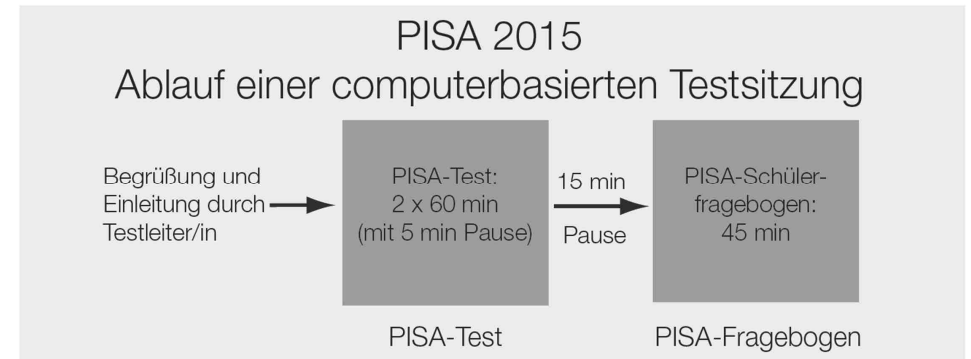 PISA 2015
Ablauf einer computerbasierten Testsitzung
Begrüßung und
Einleitung durch
Testleiter/in
PISA-Test:
2 x 60 min
(mit 5 min Pause)
15 min
Pause
PISA-Schüler-
fragebogen:
45 min
PISA-Test
PISA-Fragebogen